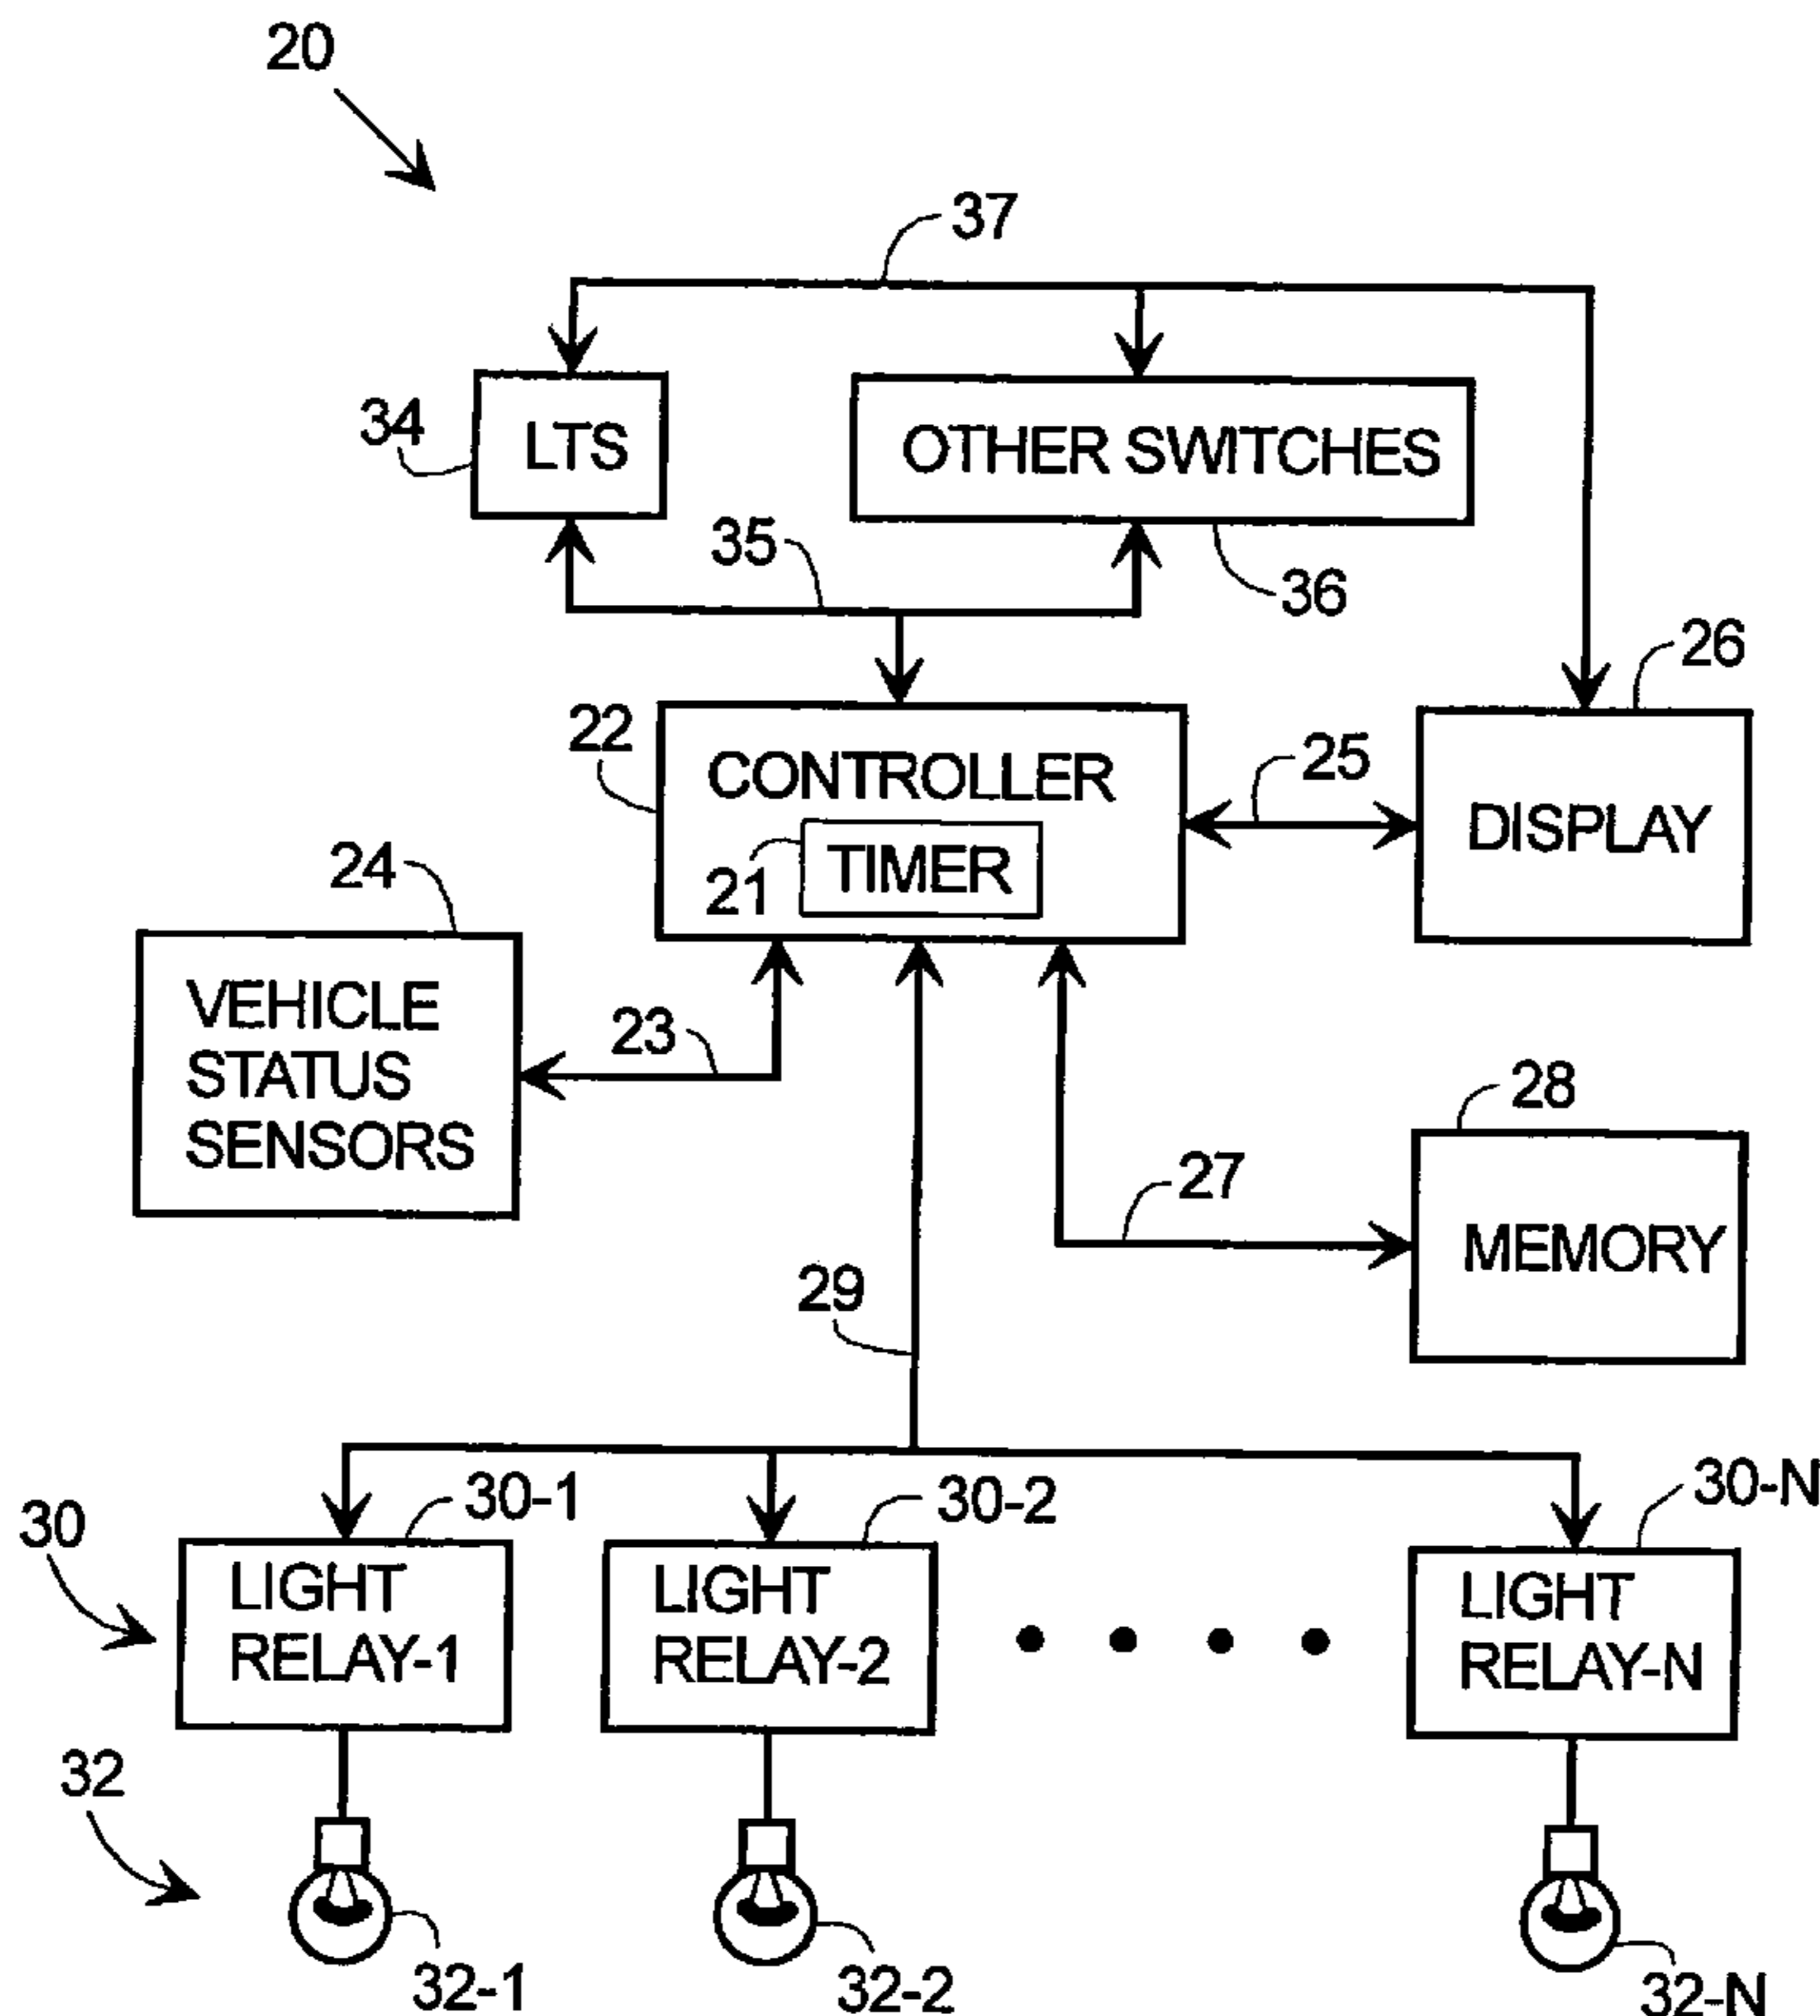 20
37
34
LTS
OTHER SWITCHES
35
36
26
22
CONTROLLER
25
DISPLAY
21
TIMER
24
VEHICLE
STATUS
SENSORS
23
28
27
MEMORY
29
30
30-1
30-2
30-N
LIGHT
RELAY-1
LIGHT
RELAY-2
LIGHT
RELAY-N
32
32-1
32-2
32-N